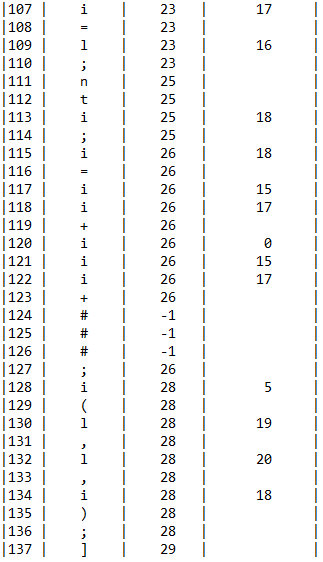 |107 | i | 23 | 17 |
|108 | = | 23 | |
|109 | l | 23 | 16 |
|110 | ; | 23 | |
|111 | n | 25 | |
|112 | t | 25 | |
|113 | i | 25 | 18 |
|114 | ; | 25 | |
|115 | i | 26 | 18 |
|116 | = | 26 | |
|117 | i | 26 | 15 |
|118 | i | 26 | 17 |
|119 | + | 26 | |
|120 | i | 26 | 0 |
|121 | i | 26 | 15 |
|122 | i | 26 | 17 |
|123 | + | 26 | |
|124 | # | -1 | |
|125 | # | -1 | |
|126 | # | -1 | |
|127 | ; | 26 | |
|128 | i | 28 | 5 |
|129 | ( | 28 | |
|130 | l | 28 | 19 |
|131 | , | 28 | |
|132 | l | 28 | 20 |
|133 | , | 28 | |
|134 | i | 28 | 18 |
|135 | ) | 28 | |
|136 | ; | 28 | |
|137 | ] | 29 | |